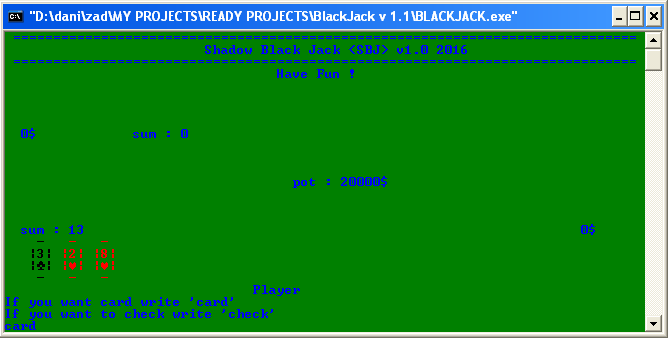 "D:\dani\zad\MY PROJECTS\READY PROJECTS\BlackJack v 1.1\BLACKJACK.exe"
Shadow Black Jack <SBJ> v1.0 2016
Have Fun !
0$ sum : 0
pot : 20000$
sum : 13 0$
|3| |2|
|♣| |♥| |♥|
Player
If you want card write 'card'
If you want to check write 'check'
card